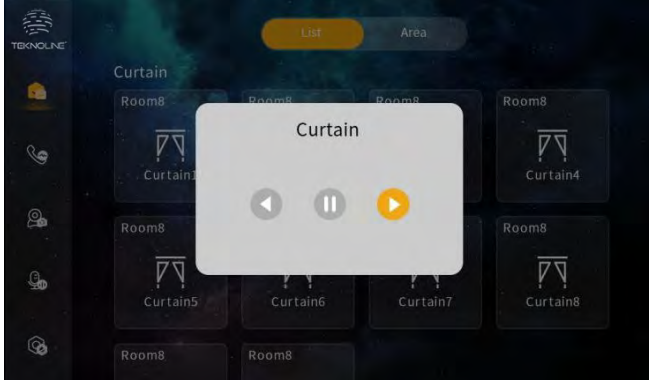 TEKNOLINE
List
Area
Curtain
Room8
Room8
Room8
Room8
Curtain
Curtain1
Curtain4
Room8
Room8
Curtain5
Curtain6
Curtain7
Curtain8
Room8
Room8